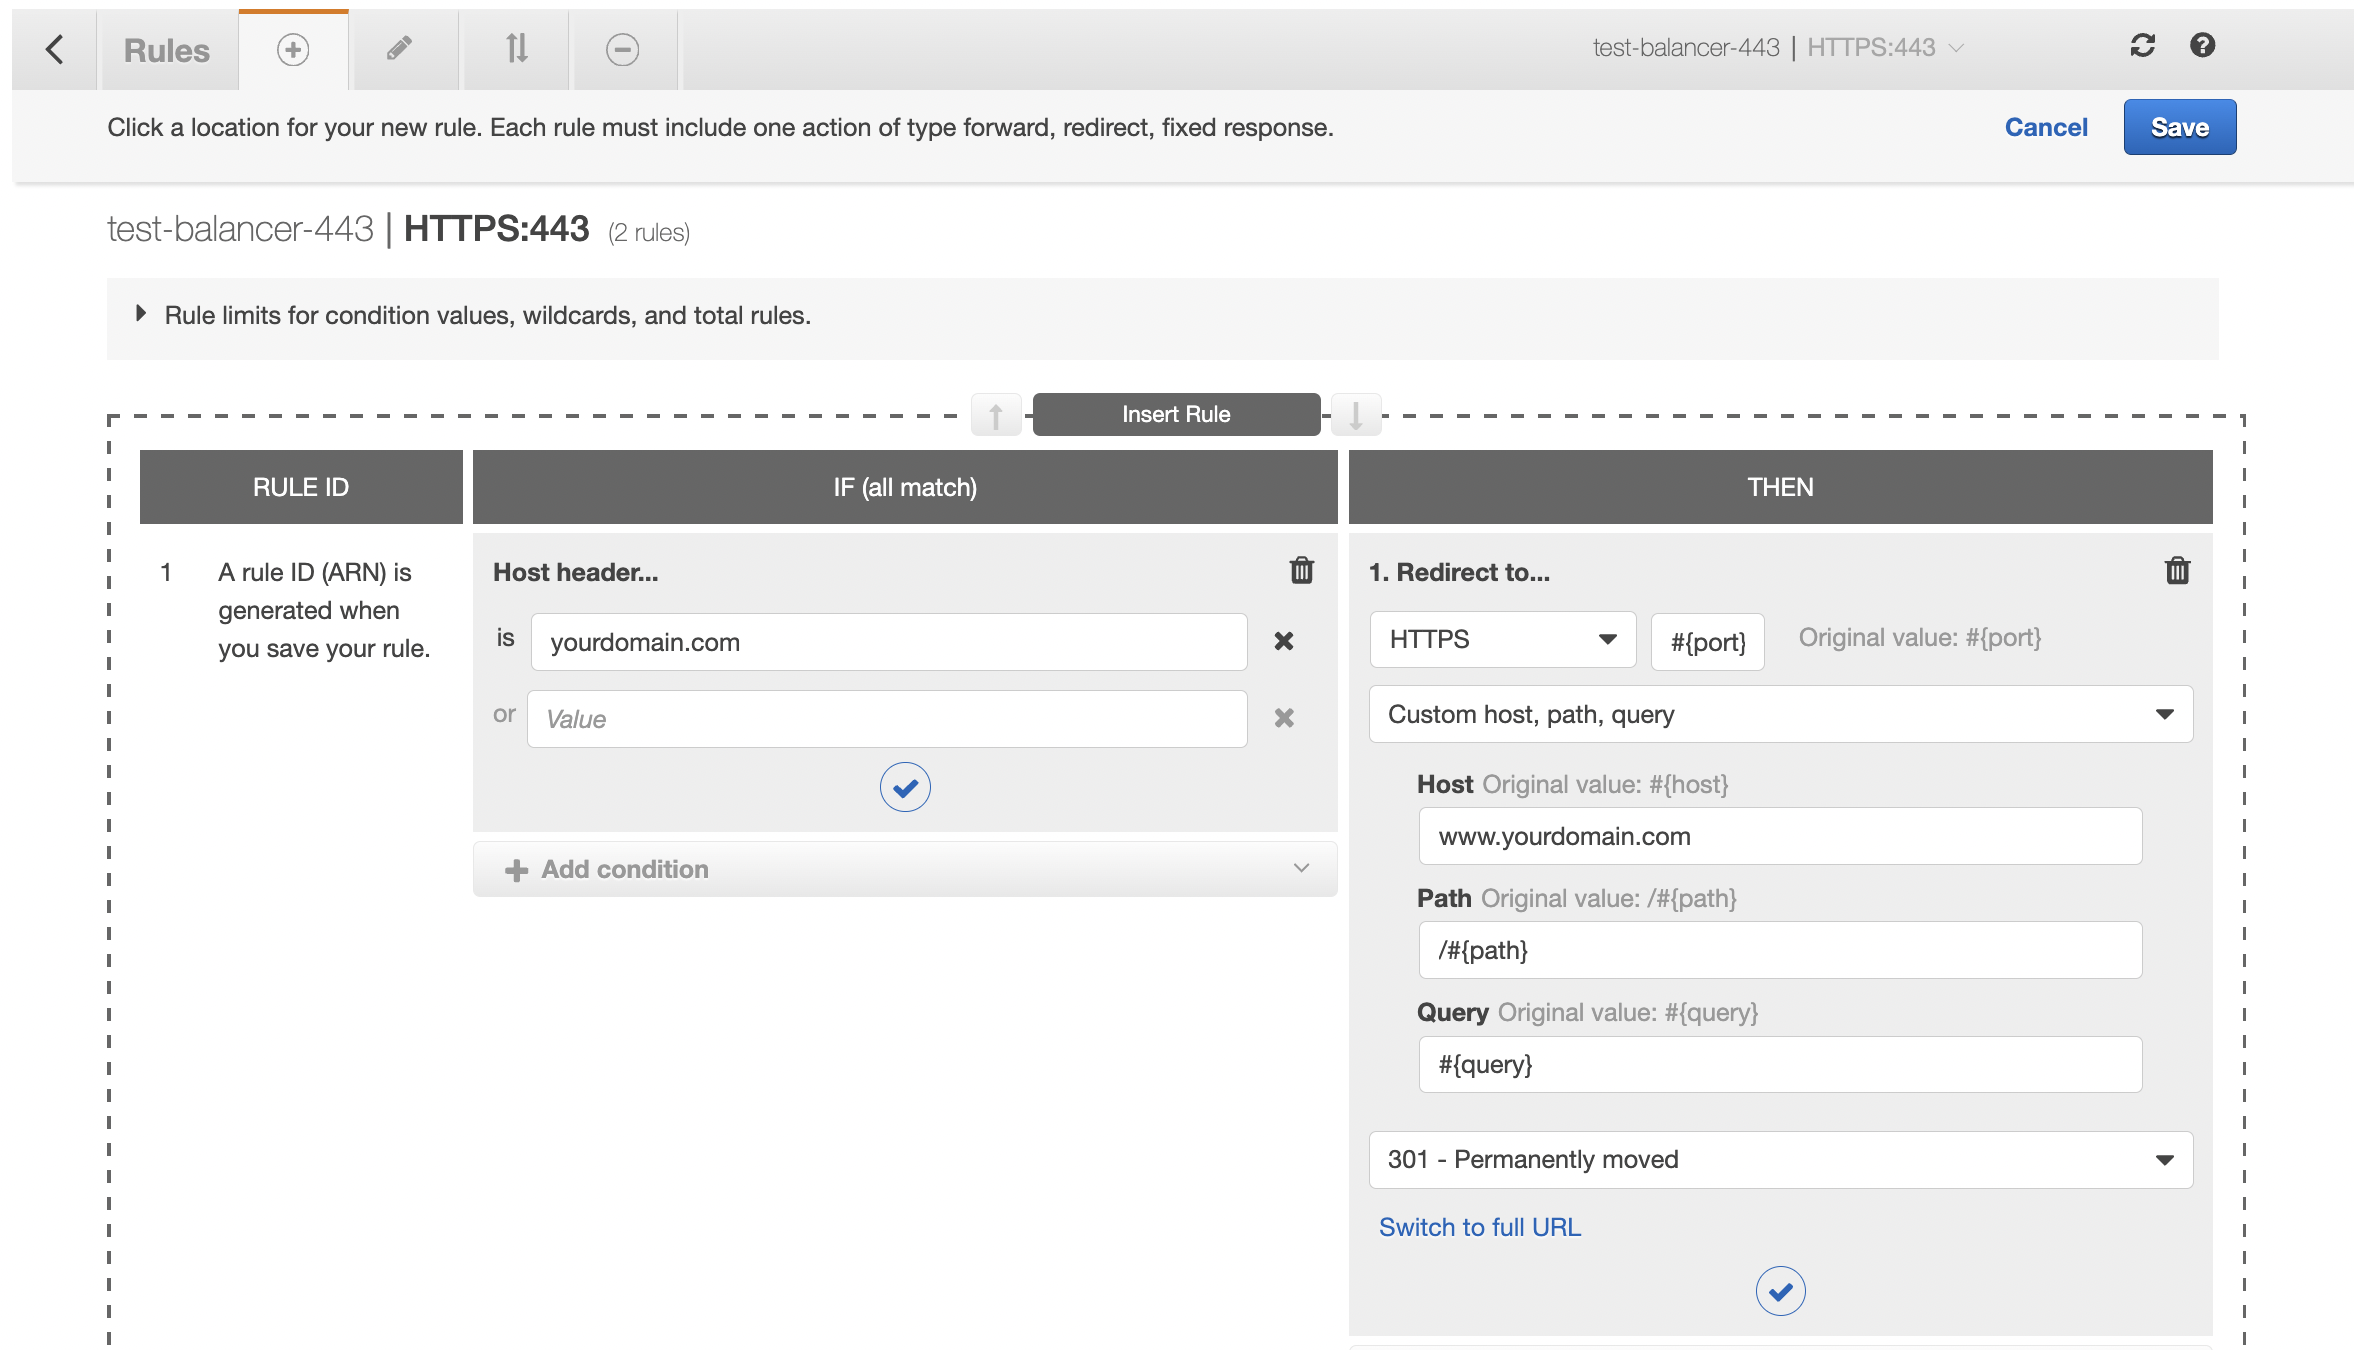 Rules
test-balancer-443 | HTTPS:443
Click a location for your new rule. Each rule must include one action of type forward, redirect, fixed response.
Cancel
Save
test-balancer-443 | HTTPS:443 (2 rules)
Rule limits for condition values, wildcards, and total rules.
Insert Rule
RULE ID
IF (all match)
THEN
1
A rule ID (ARN) is
generated when
you save your rule.
Host header...
is
yourdomain.com
or
Value
Add condition
1. Redirect to...
HTTPS
#{port}
Original value: #{port}
Custom host, path, query
Host Original value: #{host}
www.yourdomain.com
Path Original value: /#{path}
/#{path}
Query Original value: #{query}
#{query}
301 - Permanently moved
Switch to full URL